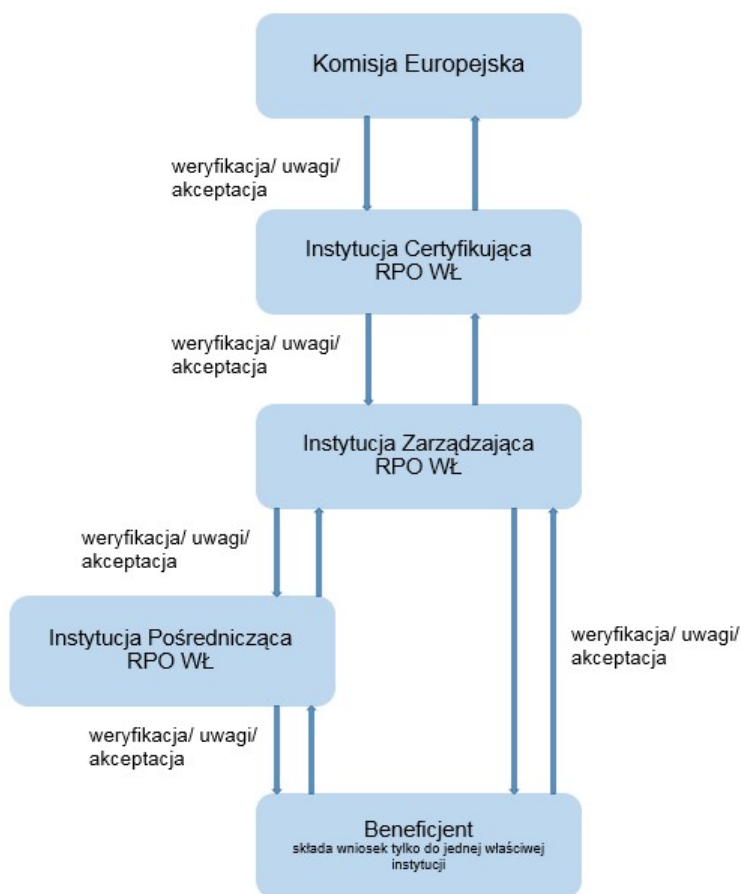 Komisja Europejska
weryfikacja/ uwagi/
akceptacja
Instytucja Certyfikująca
RPO WŁ
weryfikacja/ uwagi/
akceptacja
Instytucja Zarządzająca
RPO WŁ
weryfikacja/ uwagi/
akceptacja
Instytucja Pośrednicząca
RPO WŁ
weryfikacja/ uwagi/
akceptacja
weryfikacja/ uwagi/
akceptacja
Beneficjent
składa wniosek tylko do jednej właściwej
instytucji